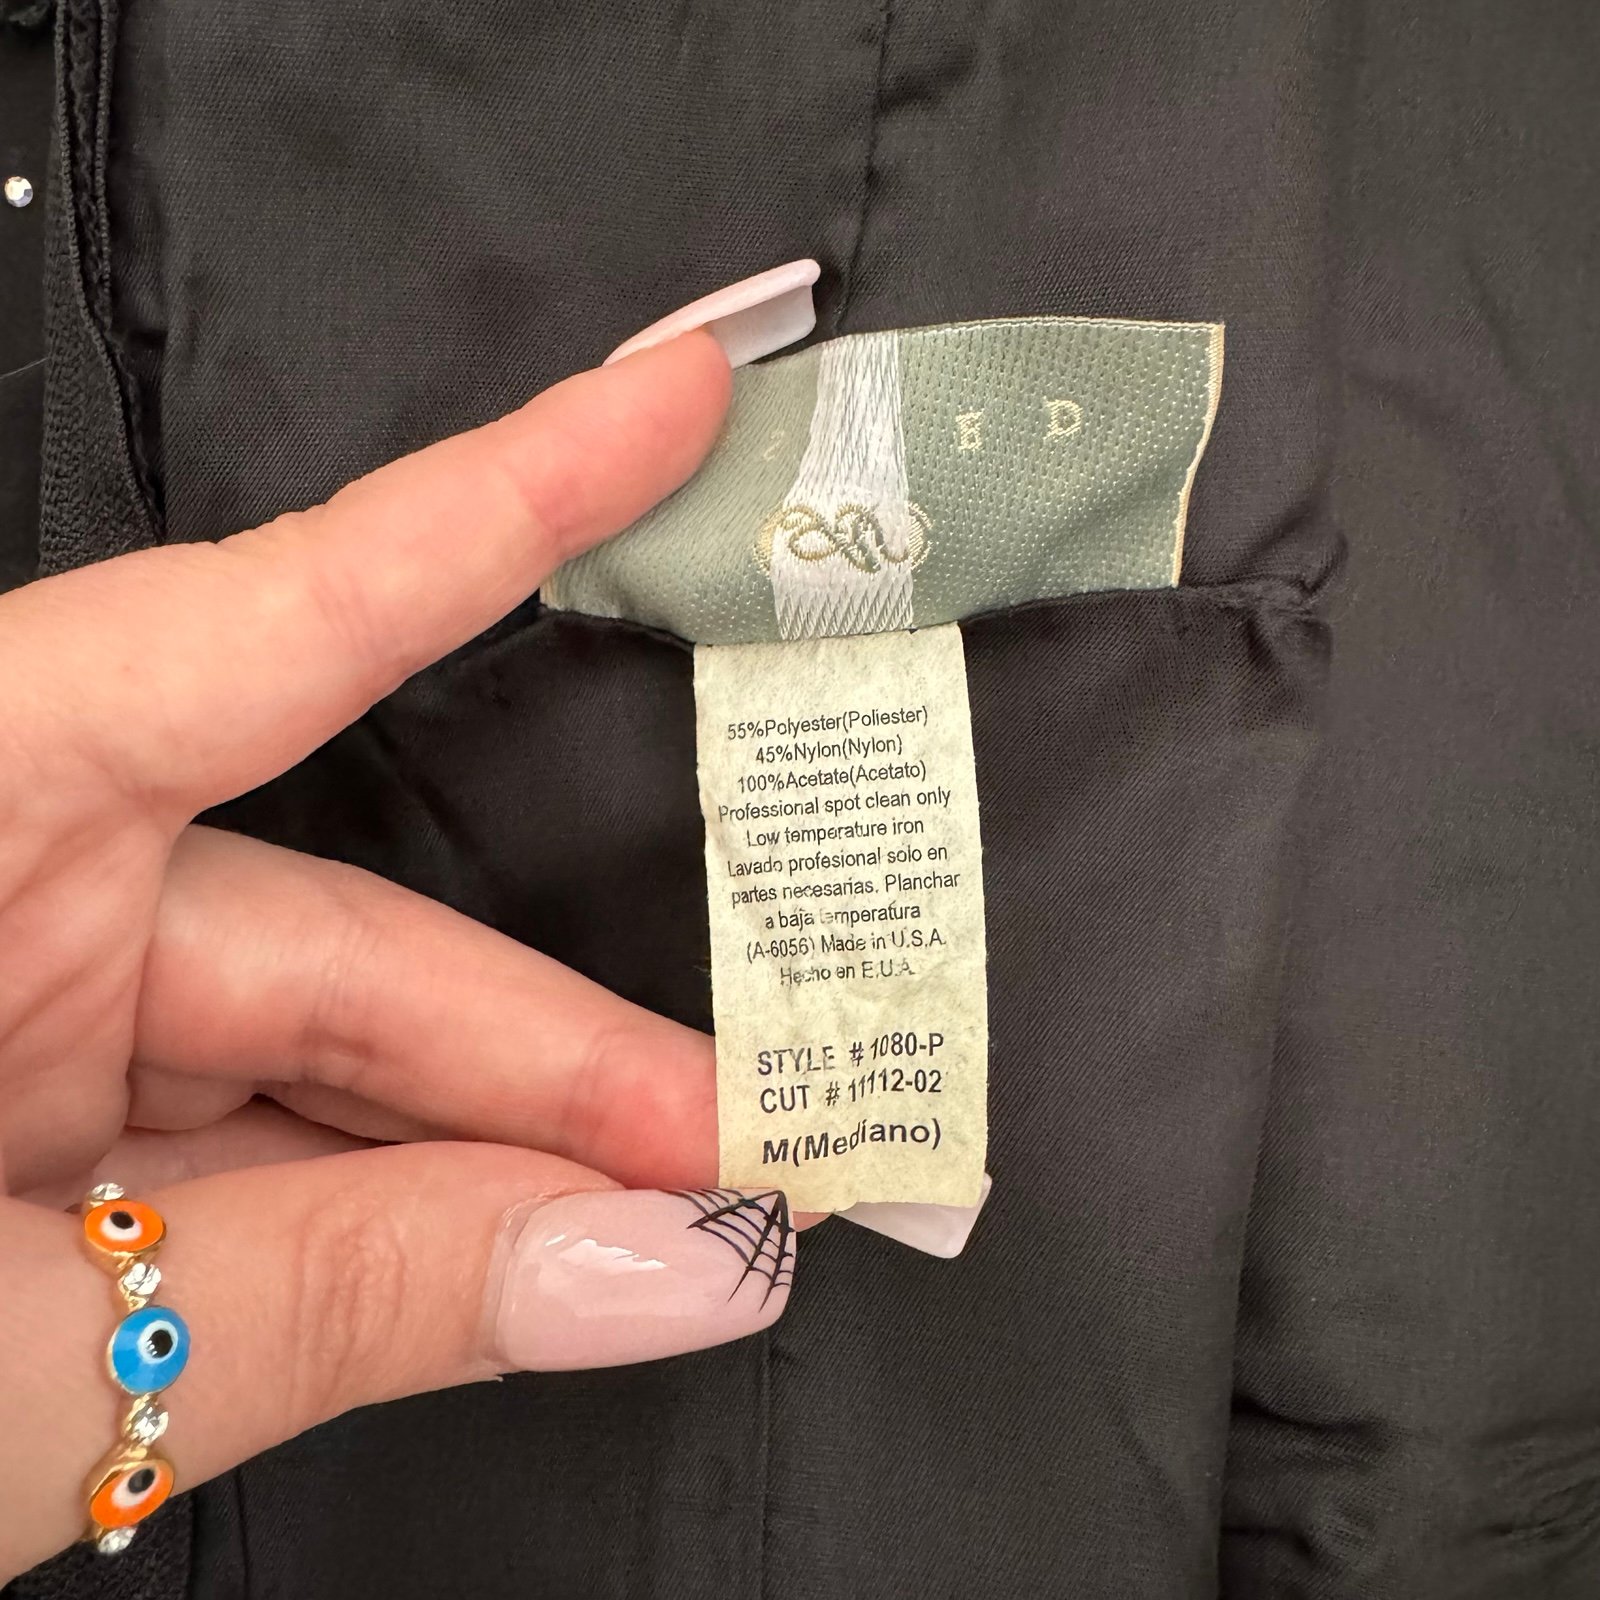 E D
55%Polyester(Poliester)
45%Nylon(Nylon)
100%Acetate(Acetato)
Professional spot clean only
Low temperature iron
Lavado profesional solo en
partes necesarias. Planchar
a baja temperatura
(A-6056) Made in U.S.A.
Hecho en E.U.A.
STYLE #1080-P
CUT #11112-02
M(Mediano)